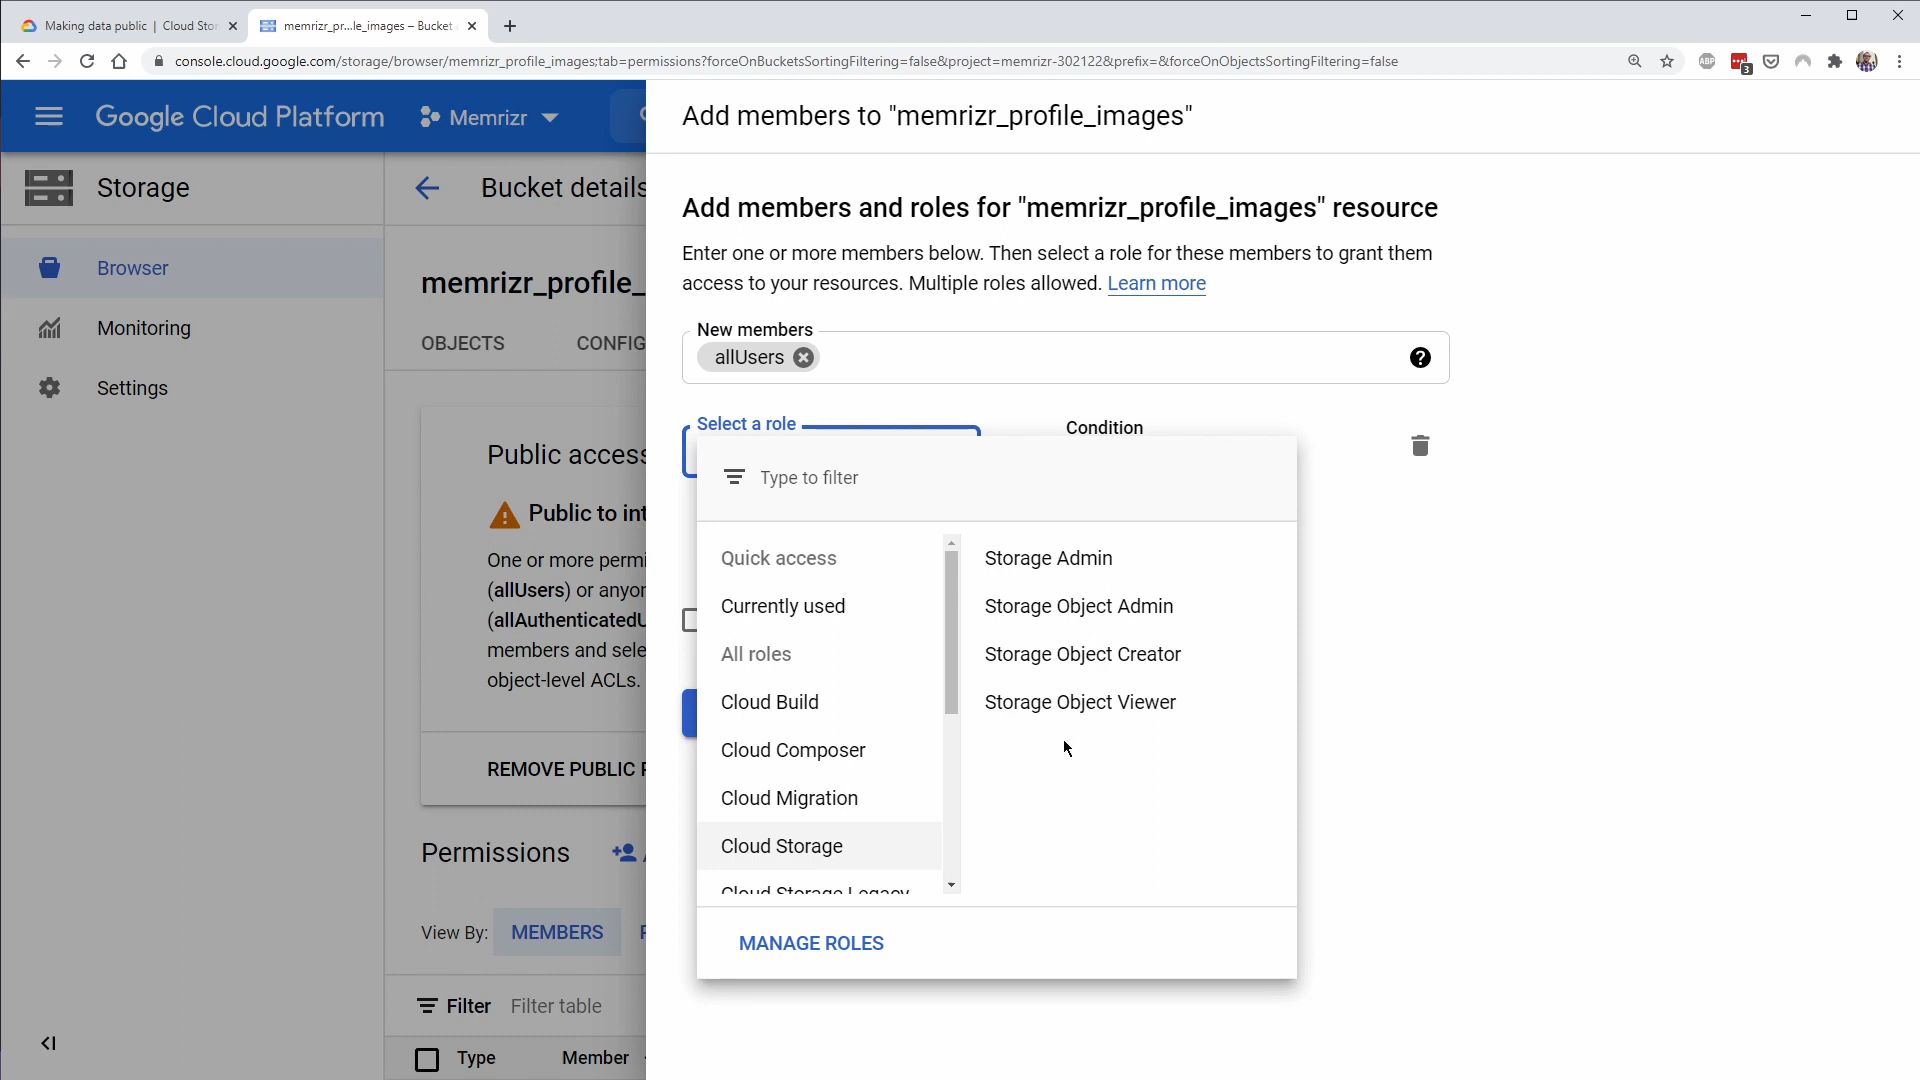 Making data public | Cloud Stor
memrizr_pr...le_images – Bucket
console.cloud.google.com/storage/browser/memrizr_profile_images;tab=permissions?forceOnBucketsSortingFiltering=false&project=memrizr-302122&prefix=&forceOnObjectsSortingFiltering=false
ABP
3
Google Cloud Platform
Memrizr
Add members to "memrizr_profile_images"
Storage
Bucket details
Browser
Monitoring
Settings
memrizr_profile_
OBJECTS
CONFIG
Public access
Public to int
One or more permi
(allUsers) or anyor
(allAuthenticatedU
members and sele
object-level ACLs.
REMOVE PUBLIC P
Permissions
View By:
MEMBERS
Filter
Filter table
Type
Member
Add members and roles for "memrizr_profile_images" resource
Enter one or more members below. Then select a role for these members to grant them
access to your resources. Multiple roles allowed. Learn more
New members
allUsers
Select a role
Condition
Type to filter
Quick access
Currently used
All roles
Cloud Build
Cloud Composer
Cloud Migration
Cloud Storage
Cloud Storage Legacy
Storage Admin
Storage Object Admin
Storage Object Creator
Storage Object Viewer
MANAGE ROLES